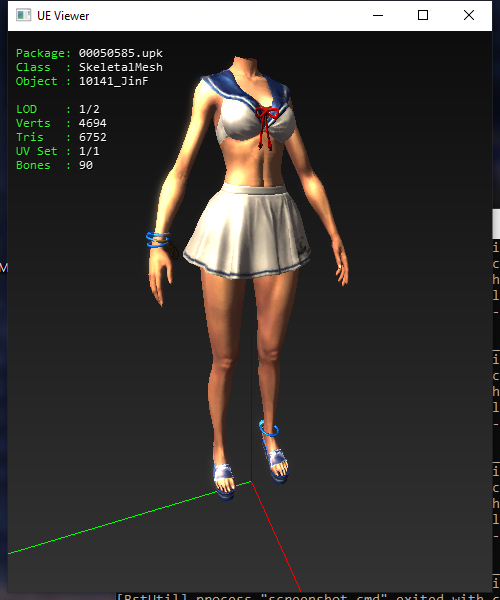 UE Viewer
Package: 00050585.upk
Class : SkeletalMesh
Object : 10141_JinF
LOD : 1/2
Verts : 4694
Tris : 6752
UV Set : 1/1
Bones : 90
M
i
c
h
l
-
i
c
h
l
-
i
c
h
l
-
i
[BstUtil] process "screenshot.cmd" exited with c